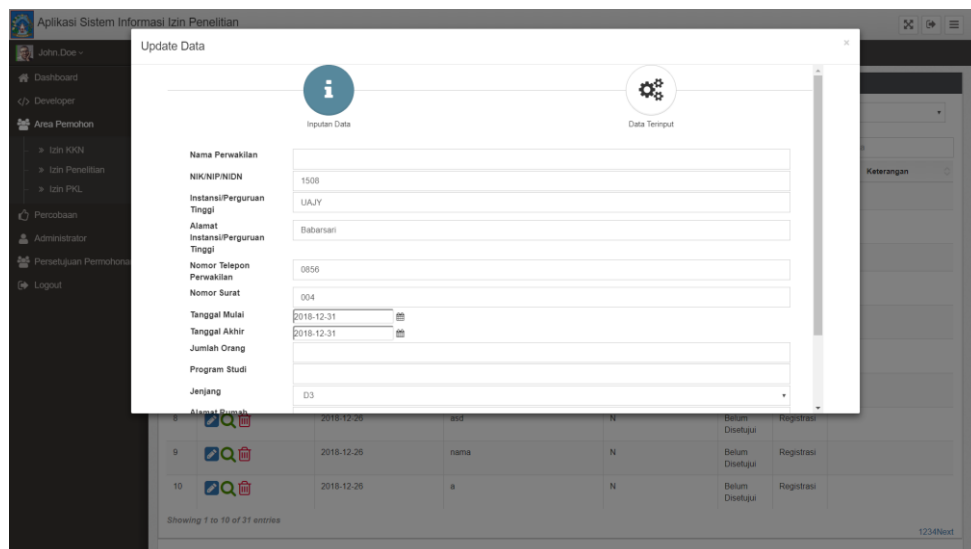 Aplikasi Sistem Informasi Izin Penelitian
John.Doe
Dashboard
</> Developer
Area Pemohon
» Izin KKN
» Izin Penelitian
» Izin PKL
Percobaan
Administrator
Persetujuan Permohona
Logout
Update Data
×
Inputan Data
Data Terinput
Nama Perwakilan
NIK/NIP/NIDN
1508
Instansi/Perguruan
Tinggi
UAJY
Alamat
Instansi/Perguruan
Tinggi
Babarsari
Nomor Telepon
Perwakilan
0856
Nomor Surat
004
Tanggal Mulai
2018-12-31
Tanggal Akhir
2018-12-31
Jumlah Orang
Program Studi
Jenjang
D3
Alamat Rumah
Keterangan
8 2018-12-26 asd N Belum Disetujui Registrasi
9 2018-12-26 nama N Belum Disetujui Registrasi
10 2018-12-26 a N Belum Disetujui Registrasi
Showing 1 to 10 of 31 entries
1234Next